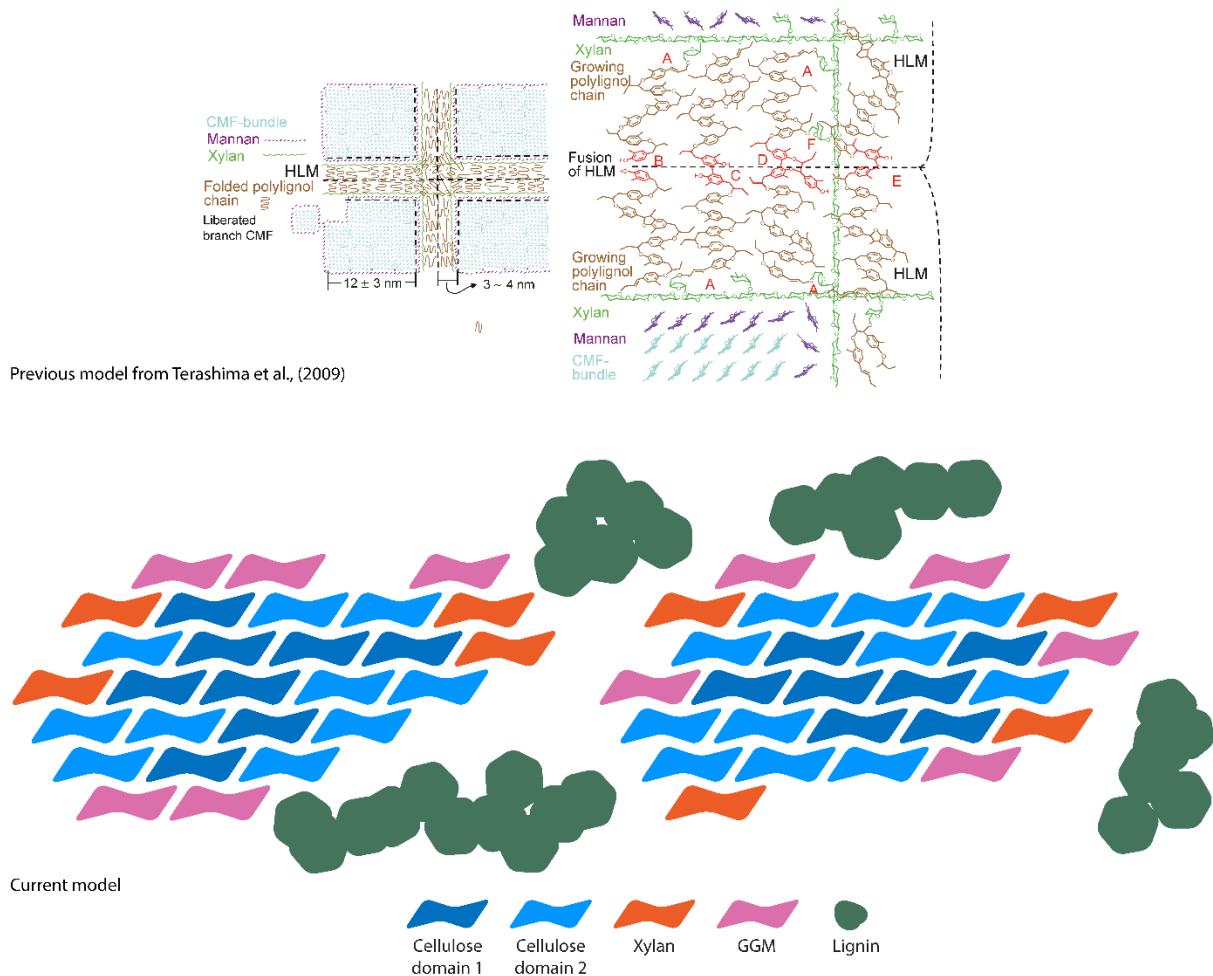 CMF-bundle
Mannan
Xylan
HLM
Folded polylignol
chain
Liberated
branch CMF
12 ± 3 nm
3 ~ 4 nm
Mannan
Xylan
Growing
polylignol
chain
A
A
HLM
F
Fusion
of HLM
B
D
C
E
Growing
polylignol
chain
A
A
HLM
Xylan
Mannan
CMF-
bundle
Previous model from Terashima et al., (2009)
Current model
Cellulose
domain 1
Cellulose
domain 2
Xylan
GGM
Lignin